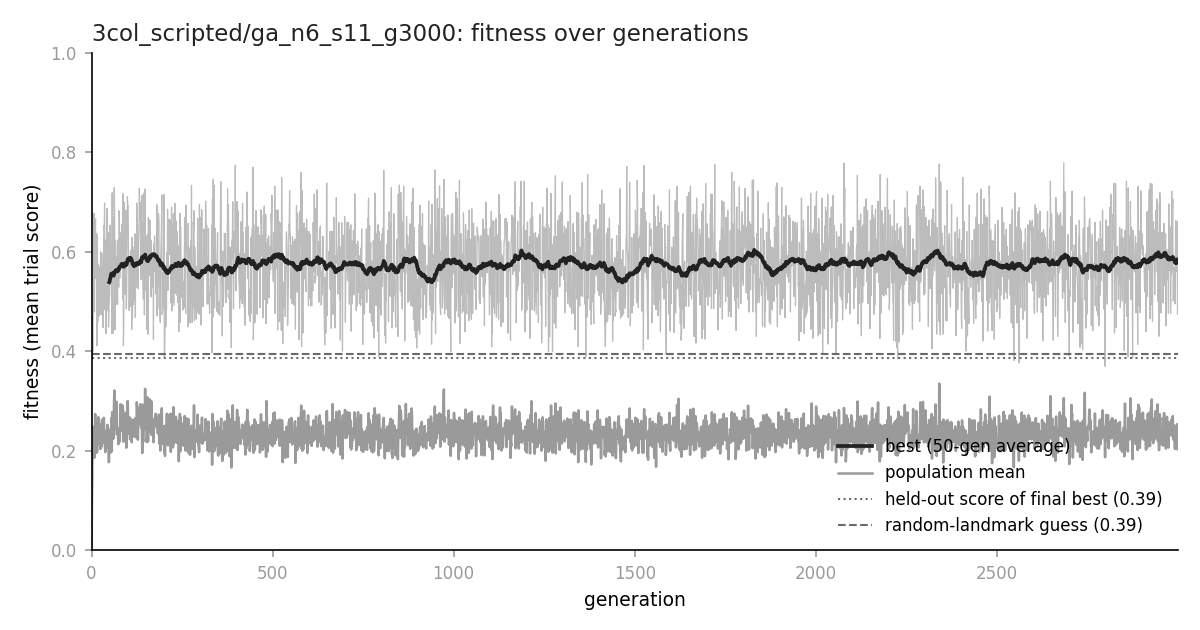 3col_scripted/ga_n6_s11_g3000: fitness over generations
1.0
0.8
0.6
0.4
0.2
0.0
fitness (mean trial score)
best (50-gen average)
population mean
held-out score of final best (0.39)
random-landmark guess (0.39)
0 500 1000 1500 2000 2500
generation